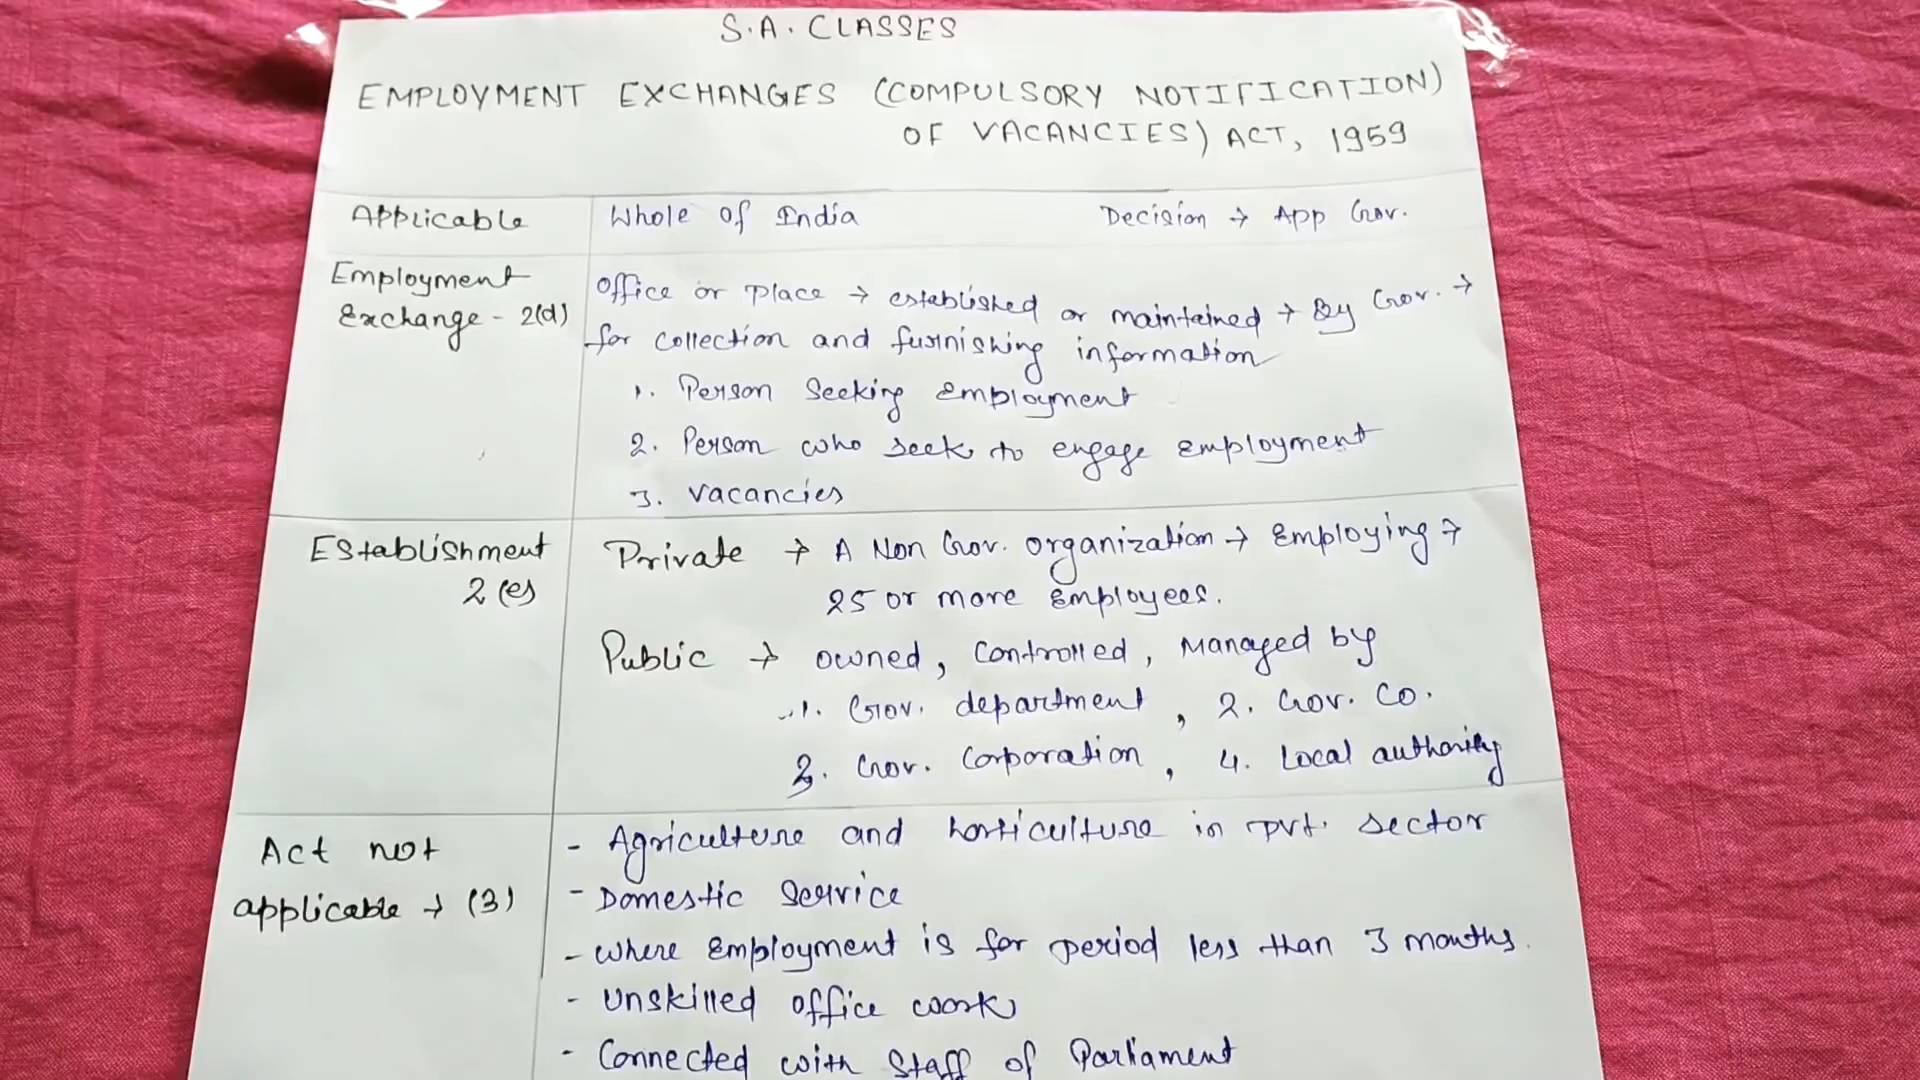 S.A. CLASSES
EMPLOYMENT EXCHANGES (COMPULSORY NOTIFICATION)
OF VACANCIES) ACT, 1959
Applicable
Whole of India
Decision → App Gov.
Employment
Exchange - 2(d)
Office or place → established or maintained → By Gov. →
for collection and furnishing information
1. Person Seeking Employment
2. Person who seek to engage Employment
3. Vacancies
Establishment
2(e)
Private → A Non Gov. organization → Employing →
25 or more Employees.
Public → owned, Controlled, Managed by
1. Gov. department, 2. Gov. Co.
3. Gov. Corporation, 4. Local authority
Act not
applicable → (3)
- Agriculture and horticulture in pvt. sector
- Domestic Service
- where Employment is for period less than 3 months.
- Unskilled office work
- Connected with Staff of Parliament